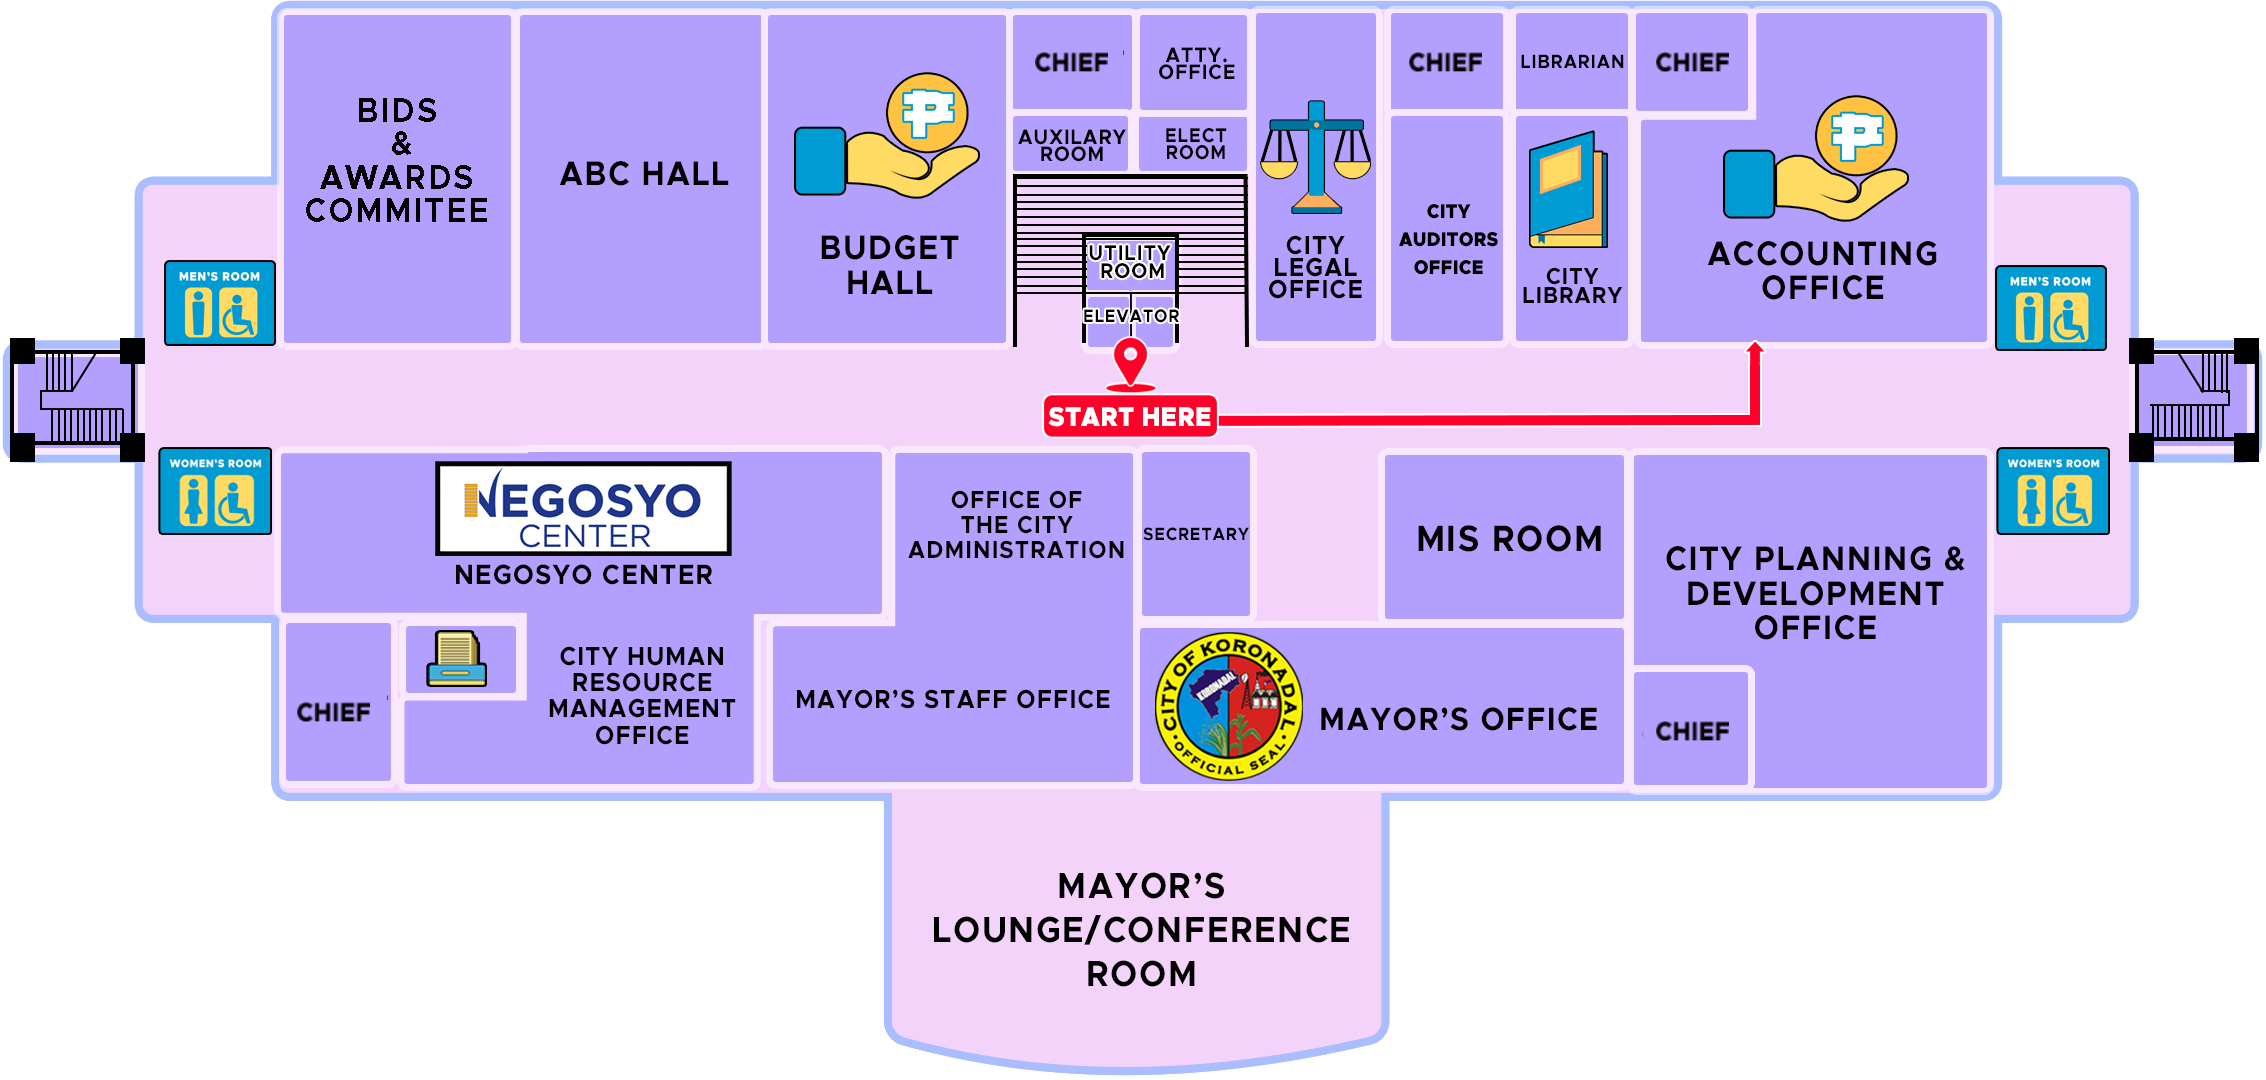 BIDS
&
AWARDS
COMMITEE
ABC HALL
BUDGET
HALL
CHIEF
ATTY.
OFFICE
AUXILARY
ROOM
ELECT
ROOM
UTILITY
ROOM
ELEVATOR
CITY
LEGAL
OFFICE
CHIEF
CITY
AUDITORS
OFFICE
LIBRARIAN
CITY
LIBRARY
CHIEF
ACCOUNTING
OFFICE
MEN'S ROOM
MEN'S ROOM
START HERE
WOMEN'S ROOM
WOMEN'S ROOM
NEGOSYO
CENTER
NEGOSYO CENTER
CHIEF
CITY HUMAN
RESOURCE
MANAGEMENT
OFFICE
OFFICE OF
THE CITY
ADMINISTRATION
MAYOR'S STAFF OFFICE
SECRETARY
CITY OF KORONADAL
KORONADAL
OFFICIAL SEAL
MAYOR'S OFFICE
MIS ROOM
CITY PLANNING &
DEVELOPMENT
OFFICE
CHIEF
MAYOR'S
LOUNGE/CONFERENCE
ROOM